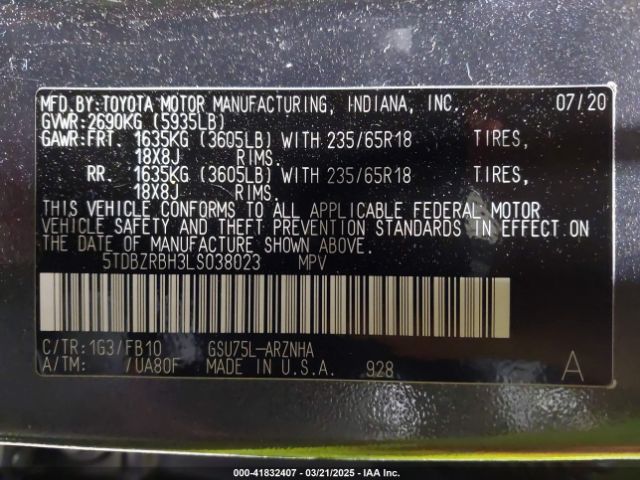 MFD.BY:TOYOTA MOTOR MANUFACTURING, INDIANA, INC. 07/20
GVWR:2690KG (5935LB)
GAWR:FRT. 1635KG (3605LB) WITH 235/65R18 TIRES,
18X8J RIMS.
RR. 1635KG (3605LB) WITH 235/65R18 TIRES,
18X8J RIMS.
THIS VEHICLE CONFORMS TO ALL APPLICABLE FEDERAL MOTOR
VEHICLE SAFETY AND THEFT PREVENTION STANDARDS IN EFFECT ON
THE DATE OF MANUFACTURE SHOWN ABOVE.
5TDBZRBH3LS038023 MPV
C/TR:1G3/FB10 GSU75L-ARZNHA
A/TM: /UA80F MADE IN U.S.A. 928 A
000-41832407 - 03/21/2025 - IAA Inc.